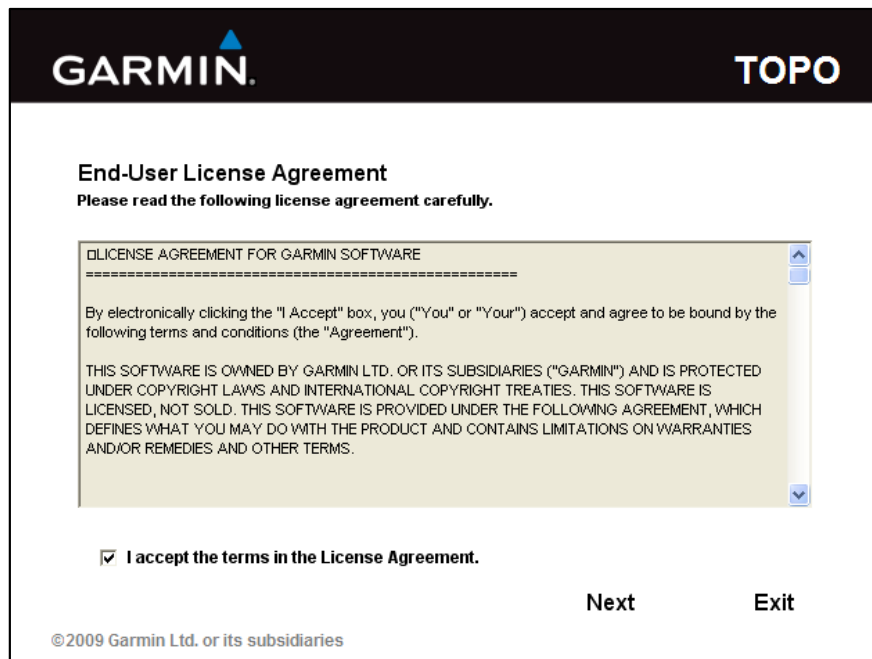 GARMIN.
TOPO
End-User License Agreement
Please read the following license agreement carefully.
□LICENSE AGREEMENT FOR GARMIN SOFTWARE
====================================================
By electronically clicking the "I Accept" box, you ("You" or "Your") accept and agree to be bound by the
following terms and conditions (the "Agreement").
THIS SOFTWARE IS OWNED BY GARMIN LTD. OR ITS SUBSIDIARIES ("GARMIN") AND IS PROTECTED
UNDER COPYRIGHT LAWS AND INTERNATIONAL COPYRIGHT TREATIES. THIS SOFTWARE IS
LICENSED, NOT SOLD. THIS SOFTWARE IS PROVIDED UNDER THE FOLLOWING AGREEMENT, WHICH
DEFINES WHAT YOU MAY DO WITH THE PRODUCT AND CONTAINS LIMITATIONS ON WARRANTIES
AND/OR REMEDIES AND OTHER TERMS.
I accept the terms in the License Agreement.
Next
Exit
©2009 Garmin Ltd. or its subsidiaries